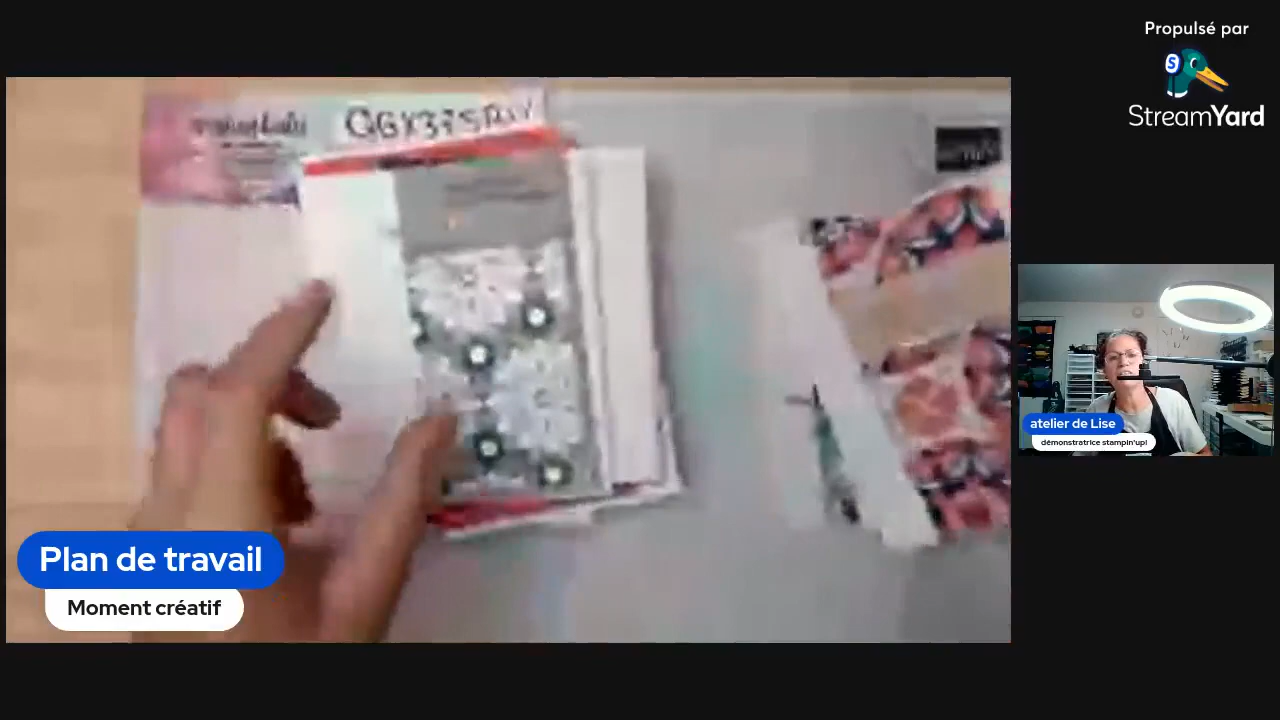 Propulsé par
StreamYard
atelier de Lise
démonstratrice stampin'up!
Plan de travail
Moment créatif